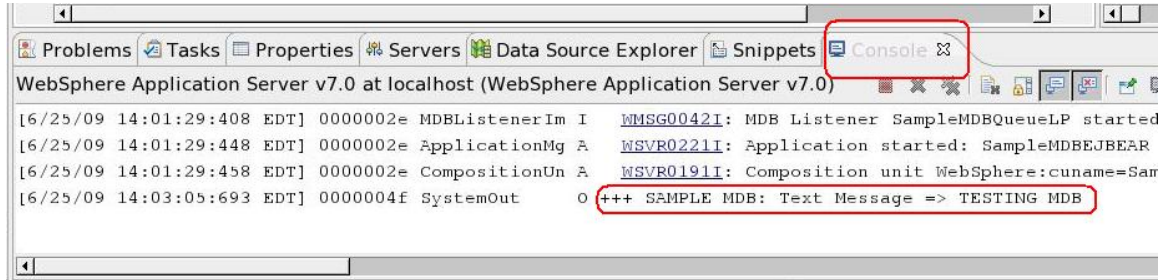 Problems Tasks Properties Servers Data Source Explorer Snippets Console
WebSphere Application Server v7.0 at localhost (WebSphere Application Server v7.0)
[6/25/09 14:01:29:408 EDT] 0000002e MDBListenerIm I WMSG0042I: MDB Listener SampleMDBQueueLP started
[6/25/09 14:01:29:448 EDT] 0000002e ApplicationMg A WSVR0221I: Application started: SampleMDBEJBEAR
[6/25/09 14:01:29:458 EDT] 0000002e CompositionUn A WSVR0191I: Composition unit WebSphere:cuname=Sam
[6/25/09 14:03:05:693 EDT] 0000004f SystemOut O +++ SAMPLE MDB: Text Message => TESTING MDB